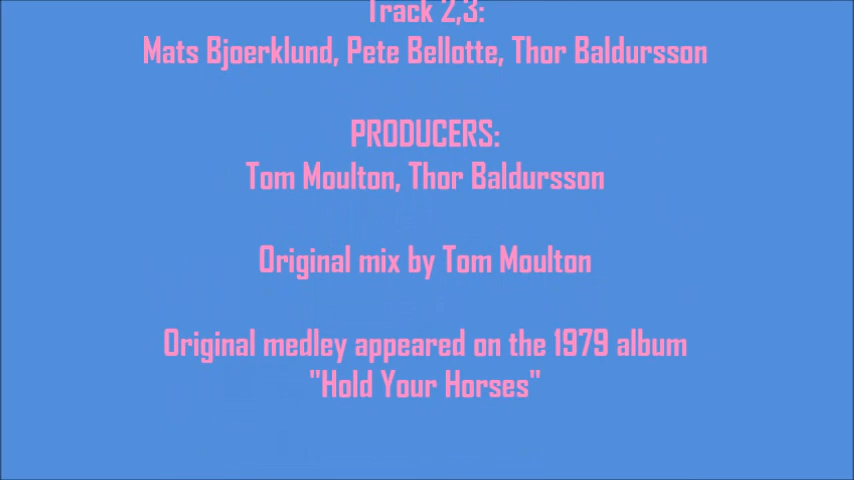 Track 2,3:
Mats Bjoerklund, Pete Bellotte, Thor Baldursson
PRODUCERS:
Tom Moulton, Thor Baldursson
Original mix by Tom Moulton
Original medley appeared on the 1979 album
"Hold Your Horses"